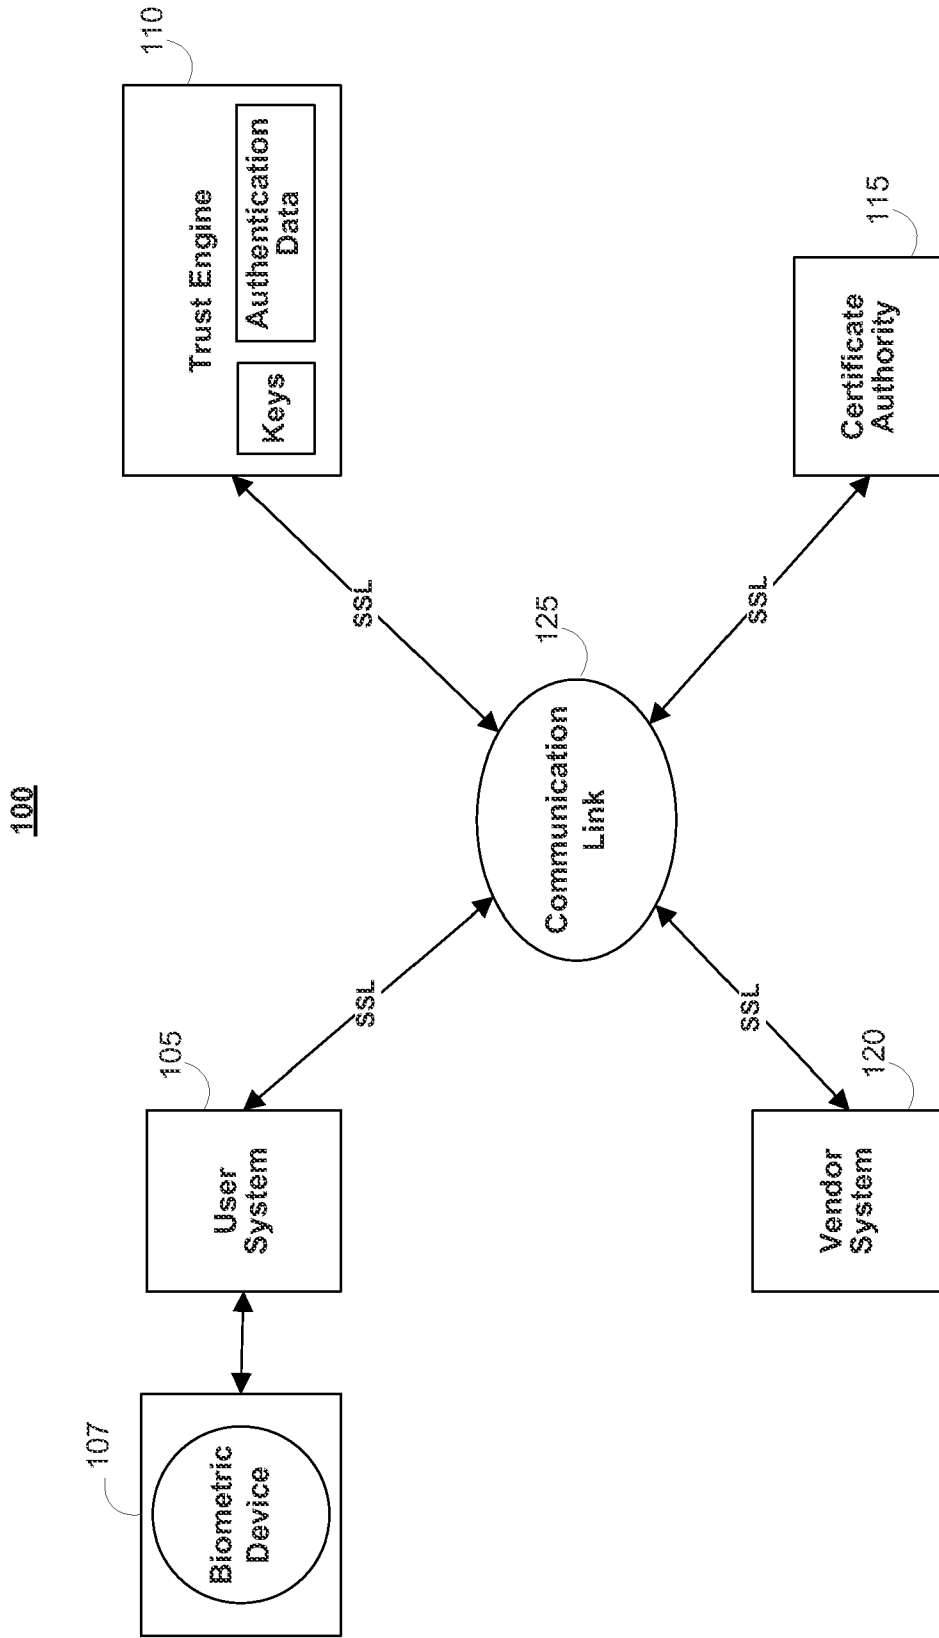 100
110
Trust Engine
Keys
Authentication
Data
105
User
System
107
Biometric
Device
SSL
SSL
125
Communication
Link
SSL
SSL
120
Vendor
System
115
Certificate
Authority